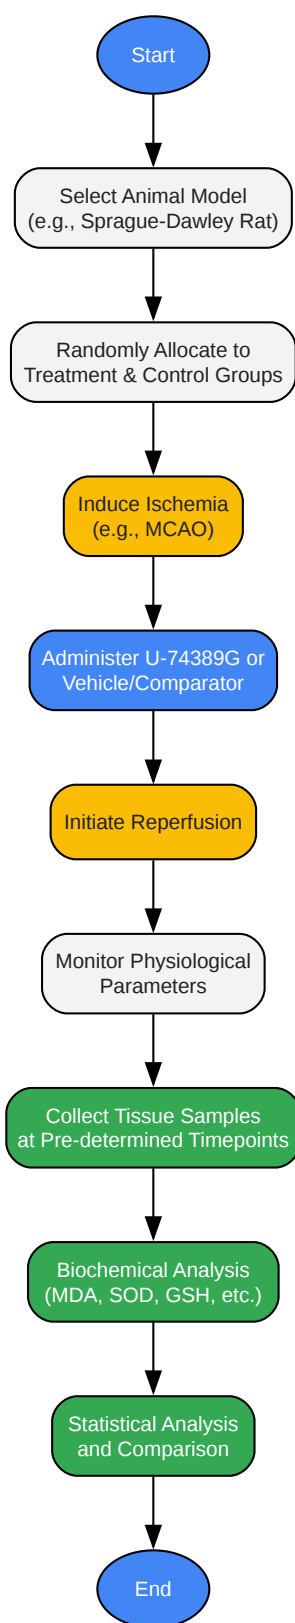 Start
Select Animal Model
(e.g., Sprague-Dawley Rat)
Randomly Allocate to
Treatment & Control Groups
Induce Ischemia
(e.g., MCAO)
Administer U-74389G or
Vehicle/Comparator
Initiate Reperfusion
Monitor Physiological
Parameters
Collect Tissue Samples
at Pre-determined Timepoints
Biochemical Analysis
(MDA, SOD, GSH, etc.)
Statistical Analysis
and Comparison
End